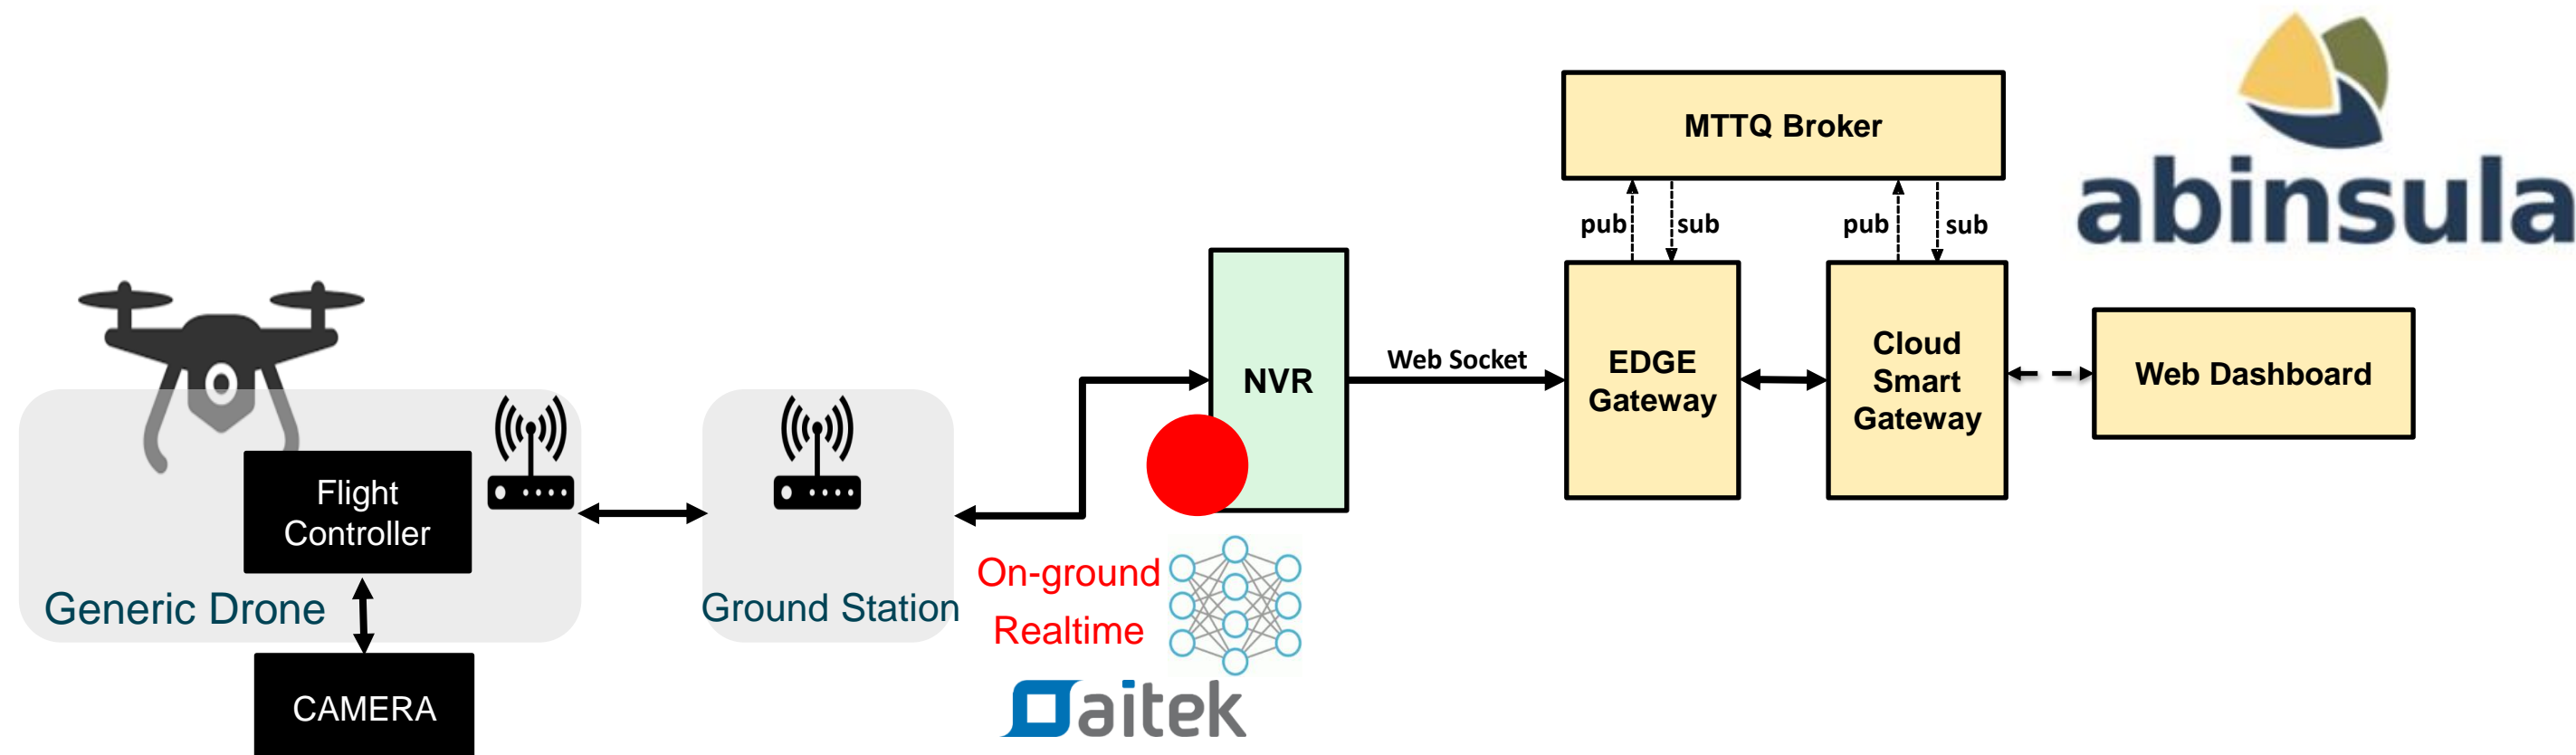 MTTQ Broker
abinsula
pub
sub
pub
sub
NVR
Web Socket
EDGE
Gateway
Cloud
Smart
Gateway
Web Dashboard
Flight
Controller
Generic Drone
Ground Station
On-ground
Realtime
CAMERA
aitek